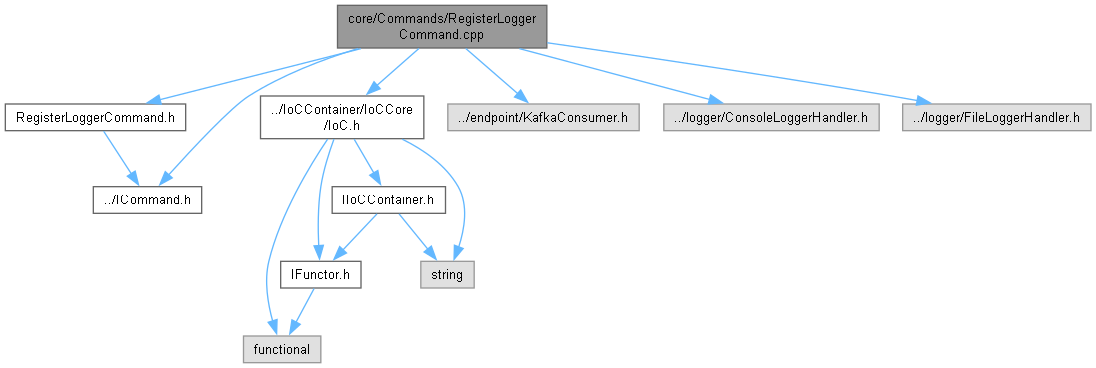 core/Commands/RegisterLogger
Command.cpp
RegisterLoggerCommand.h
../IoCContainer/IoCCore
/IoC.h
../endpoint/KafkaConsumer.h
../logger/ConsoleLoggerHandler.h
../logger/FileLoggerHandler.h
../ICommand.h
IIoCContainer.h
IFunctor.h
string
functional